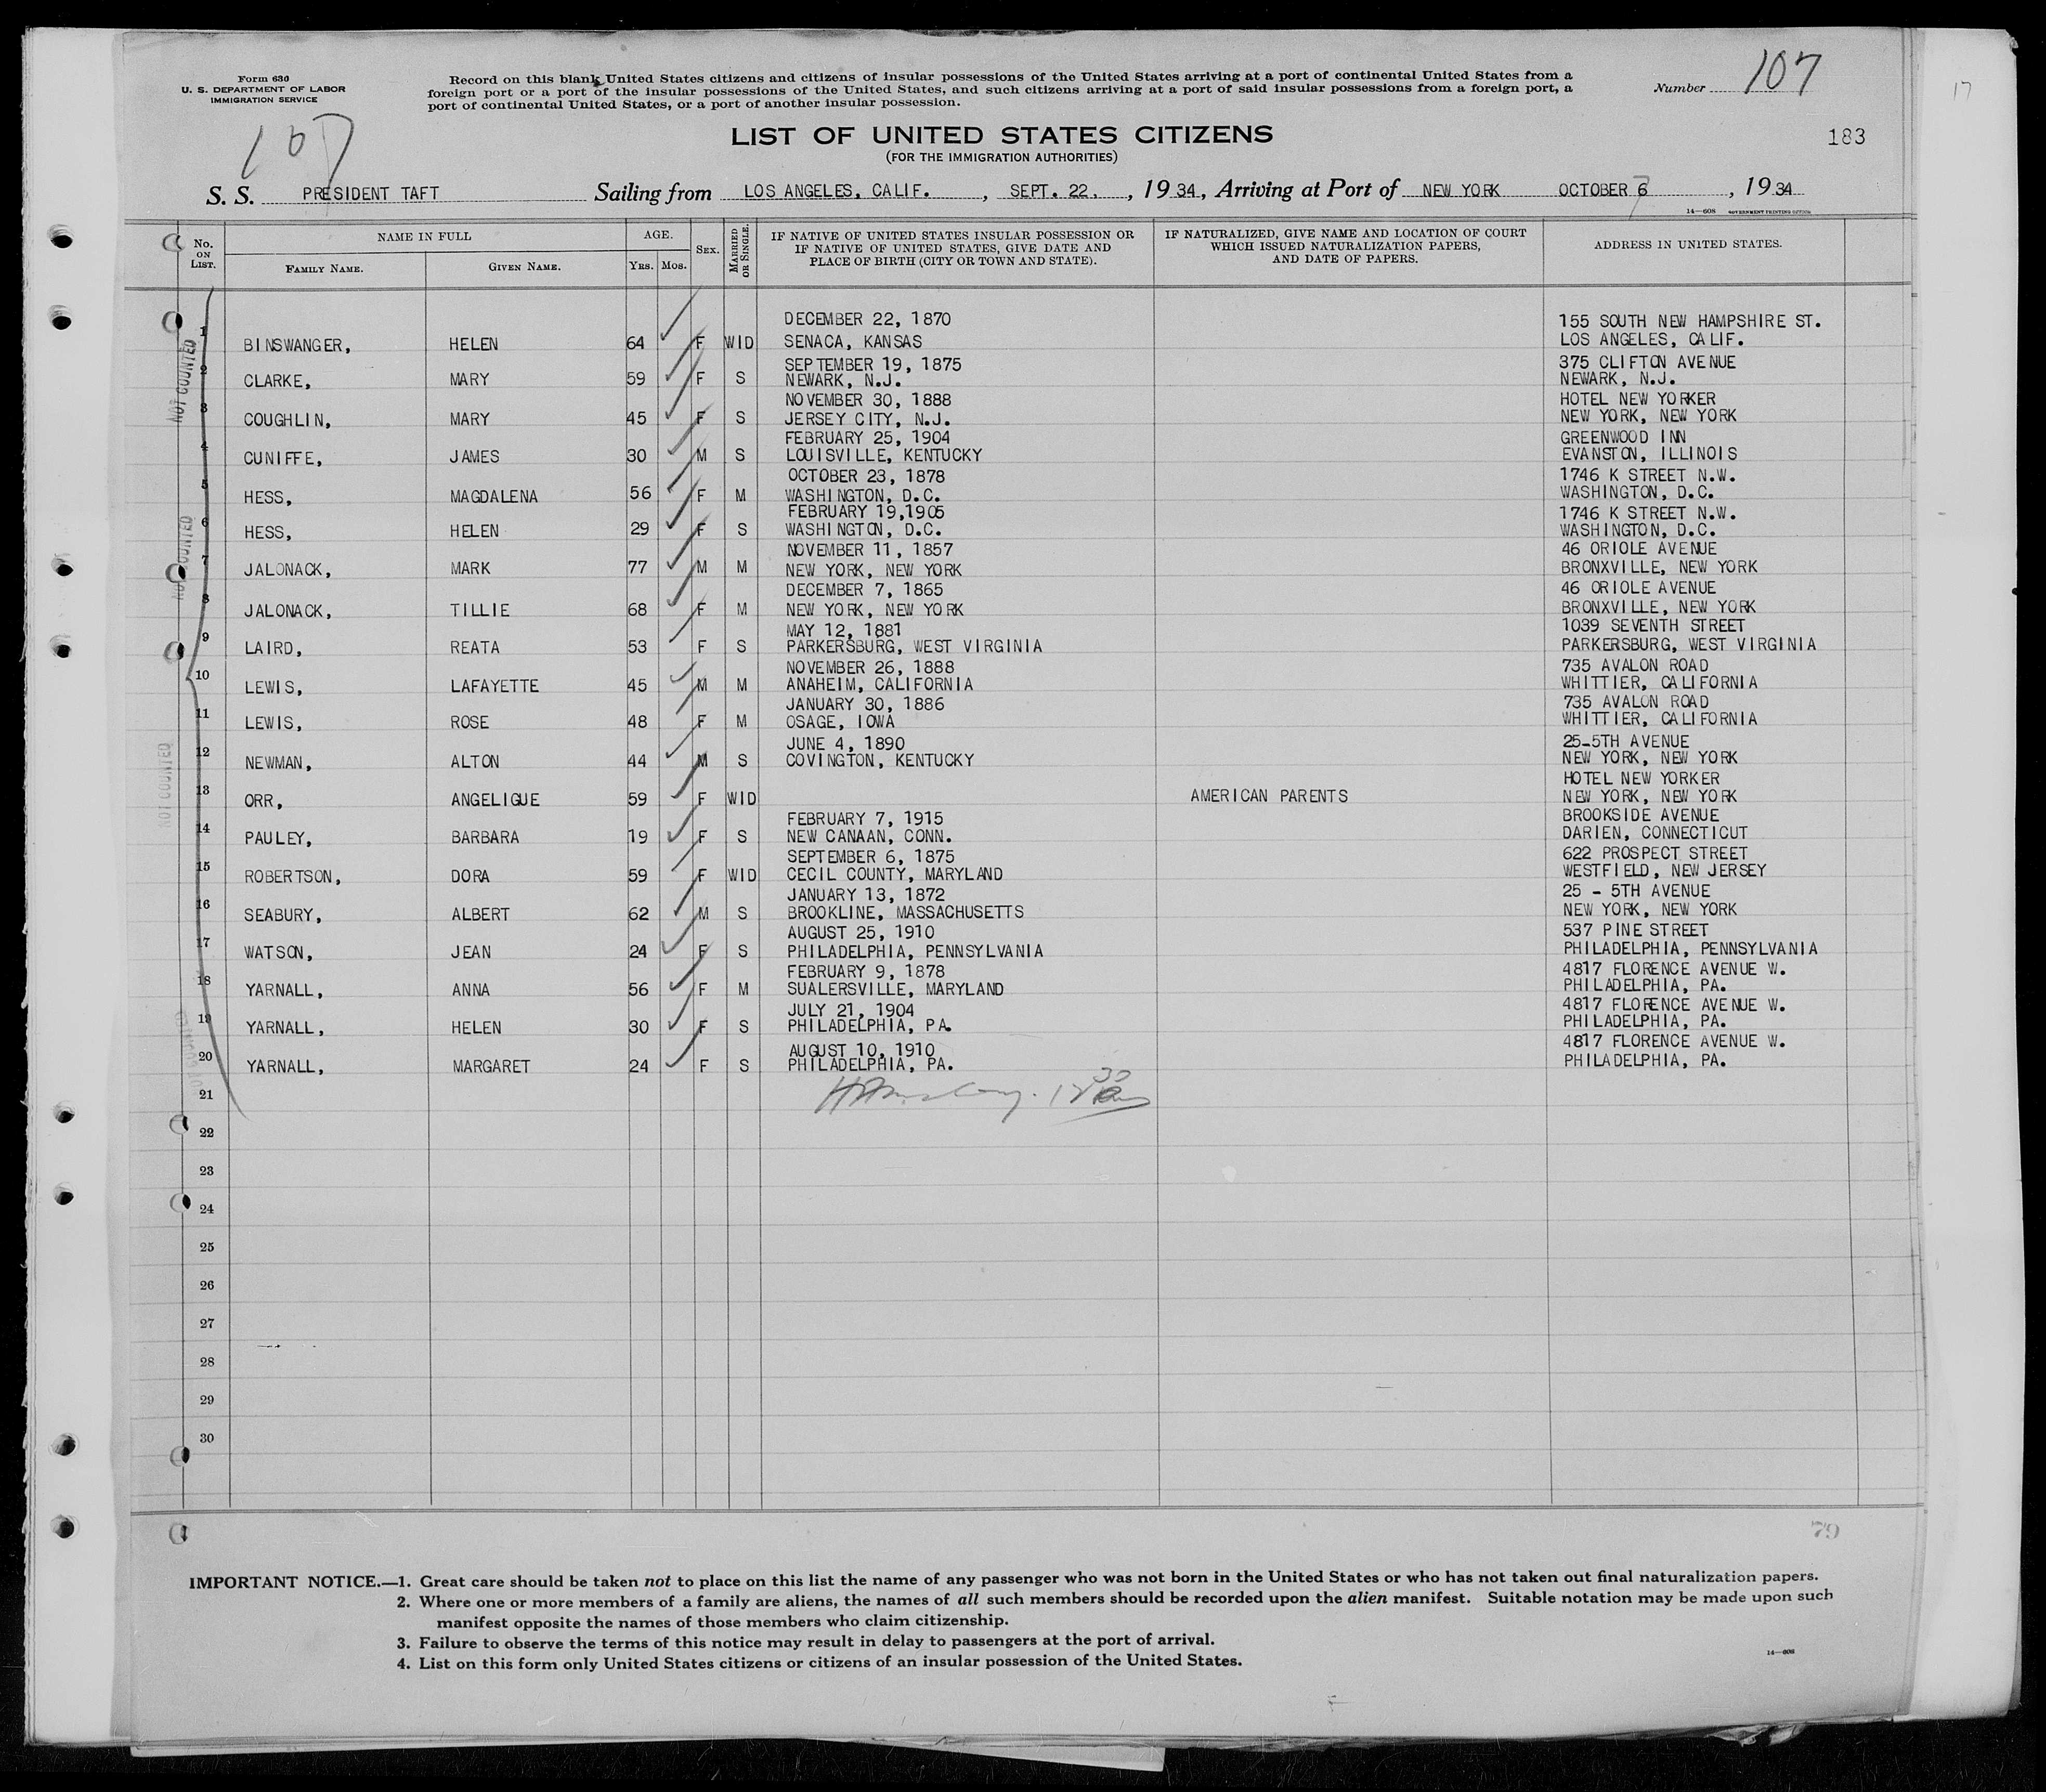 Form 630
U. S. DEPARTMENT OF LABOR
IMMIGRATION SERVICE
Record on this blank United States citizens and citizens of insular possessions of the United States arriving at a port of continental United States from a
foreign port or a port of the insular possessions of the United States, and such citizens arriving at a port of said insular possessions from a foreign port, a
port of continental United States, or a port of another insular possession.
Number 107
17
107
LIST OF UNITED STATES CITIZENS
183
(FOR THE IMMIGRATION AUTHORITIES)
S. S. PRESIDENT TAFT Sailing from LOS ANGELES, CALIF. , SEPT. 22, , 1934, Arriving at Port of NEW YORK OCTOBER 6 7 , 1934
14—608 GOVERNMENT PRINTING OFFICE
No. ON LIST. NAME IN FULL FAMILY NAME. GIVEN NAME. AGE. YRS. MOS. SEX. MARRIED OR SINGLE. IF NATIVE OF UNITED STATES INSULAR POSSESSION OR IF NATIVE OF UNITED STATES, GIVE DATE AND PLACE OF BIRTH (CITY OR TOWN AND STATE). IF NATURALIZED, GIVE NAME AND LOCATION OF COURT WHICH ISSUED NATURALIZATION PAPERS, AND DATE OF PAPERS. ADDRESS IN UNITED STATES.
DECEMBER 22, 1870 155 SOUTH NEW HAMPSHIRE ST.
1 BINSWANGER, HELEN 64 F WID SENACA, KANSAS LOS ANGELES, CALIF.
SEPTEMBER 19, 1875 375 CLIFTON AVENUE
2 CLARKE, MARY 59 F S NEWARK, N.J. NEWARK, N.J.
NOVEMBER 30, 1888 HOTEL NEW YORKER
3 COUGHLIN, MARY 45 F S JERSEY CITY, N.J. NEW YORK, NEW YORK
FEBRUARY 25, 1904 GREENWOOD INN
4 CUNIFFE, JAMES 30 M S LOUISVILLE, KENTUCKY EVANSTON, ILLINOIS
OCTOBER 23, 1878 1746 K STREET N.W.
5 HESS, MAGDALENA 56 F M WASHINGTON, D.C. WASHINGTON, D.C.
FEBRUARY 19,1905 1746 K STREET N.W.
6 HESS, HELEN 29 F S WASHINGTON, D.C. WASHINGTON, D.C.
NOVEMBER 11, 1857 46 ORIOLE AVENUE
7 JALONACK, MARK 77 M M NEW YORK, NEW YORK BRONXVILLE, NEW YORK
DECEMBER 7, 1865 46 ORIOLE AVENUE
8 JALONACK, TILLIE 68 F M NEW YORK, NEW YORK BRONXVILLE, NEW YORK
MAY 12, 1881 1039 SEVENTH STREET
9 LAIRD, REATA 53 F S PARKERSBURG, WEST VIRGINIA PARKERSBURG, WEST VIRGINIA
NOVEMBER 26, 1888 735 AVALON ROAD
10 LEWIS, LAFAYETTE 45 M M ANAHEIM, CALIFORNIA WHITTIER, CALIFORNIA
JANUARY 30, 1886 735 AVALON ROAD
11 LEWIS, ROSE 48 F M OSAGE, IOWA WHITTIER, CALIFORNIA
JUNE 4, 1890 25-5TH AVENUE
12 NEWMAN, ALTON 44 M S COVINGTON, KENTUCKY NEW YORK, NEW YORK
HOTEL NEW YORKER
13 ORR, ANGELIGUE 59 F WID AMERICAN PARENTS NEW YORK, NEW YORK
FEBRUARY 7, 1915 BROOKSIDE AVENUE
14 PAULEY, BARBARA 19 F S NEW CANAAN, CONN. DARIEN, CONNECTICUT
SEPTEMBER 6, 1875 622 PROSPECT STREET
15 ROBERTSON, DORA 59 F WID CECIL COUNTY, MARYLAND WESTFIELD, NEW JERSEY
JANUARY 13, 1872 25 - 5TH AVENUE
16 SEABURY, ALBERT 62 M S BROOKLINE, MASSACHUSETTS NEW YORK, NEW YORK
AUGUST 25, 1910 537 PINE STREET
17 WATSON, JEAN 24 F S PHILADELPHIA, PENNSYLVANIA PHILADELPHIA, PENNSYLVANIA
FEBRUARY 9, 1878 4817 FLORENCE AVENUE W.
18 YARNALL, ANNA 56 F M SUALERSVILLE, MARYLAND PHILADELPHIA, PA.
JULY 21, 1904 4817 FLORENCE AVENUE W.
19 YARNALL, HELEN 30 F S PHILADELPHIA, PA. PHILADELPHIA, PA.
AUGUST 10, 1910 4817 FLORENCE AVENUE W.
20 YARNALL, MARGARET 24 F S PHILADELPHIA, PA. PHILADELPHIA, PA.
21
22
23
24
25
26
27
28
29
30
NOT COUNTED
NOT COUNTED
NOT COUNTED
79
IMPORTANT NOTICE.—1. Great care should be taken not to place on this list the name of any passenger who was not born in the United States or who has not taken out final naturalization papers.
2. Where one or more members of a family are aliens, the names of all such members should be recorded upon the alien manifest. Suitable notation may be made upon such
manifest opposite the names of those members who claim citizenship.
3. Failure to observe the terms of this notice may result in delay to passengers at the port of arrival.
4. List on this form only United States citizens or citizens of an insular possession of the United States.
14—608